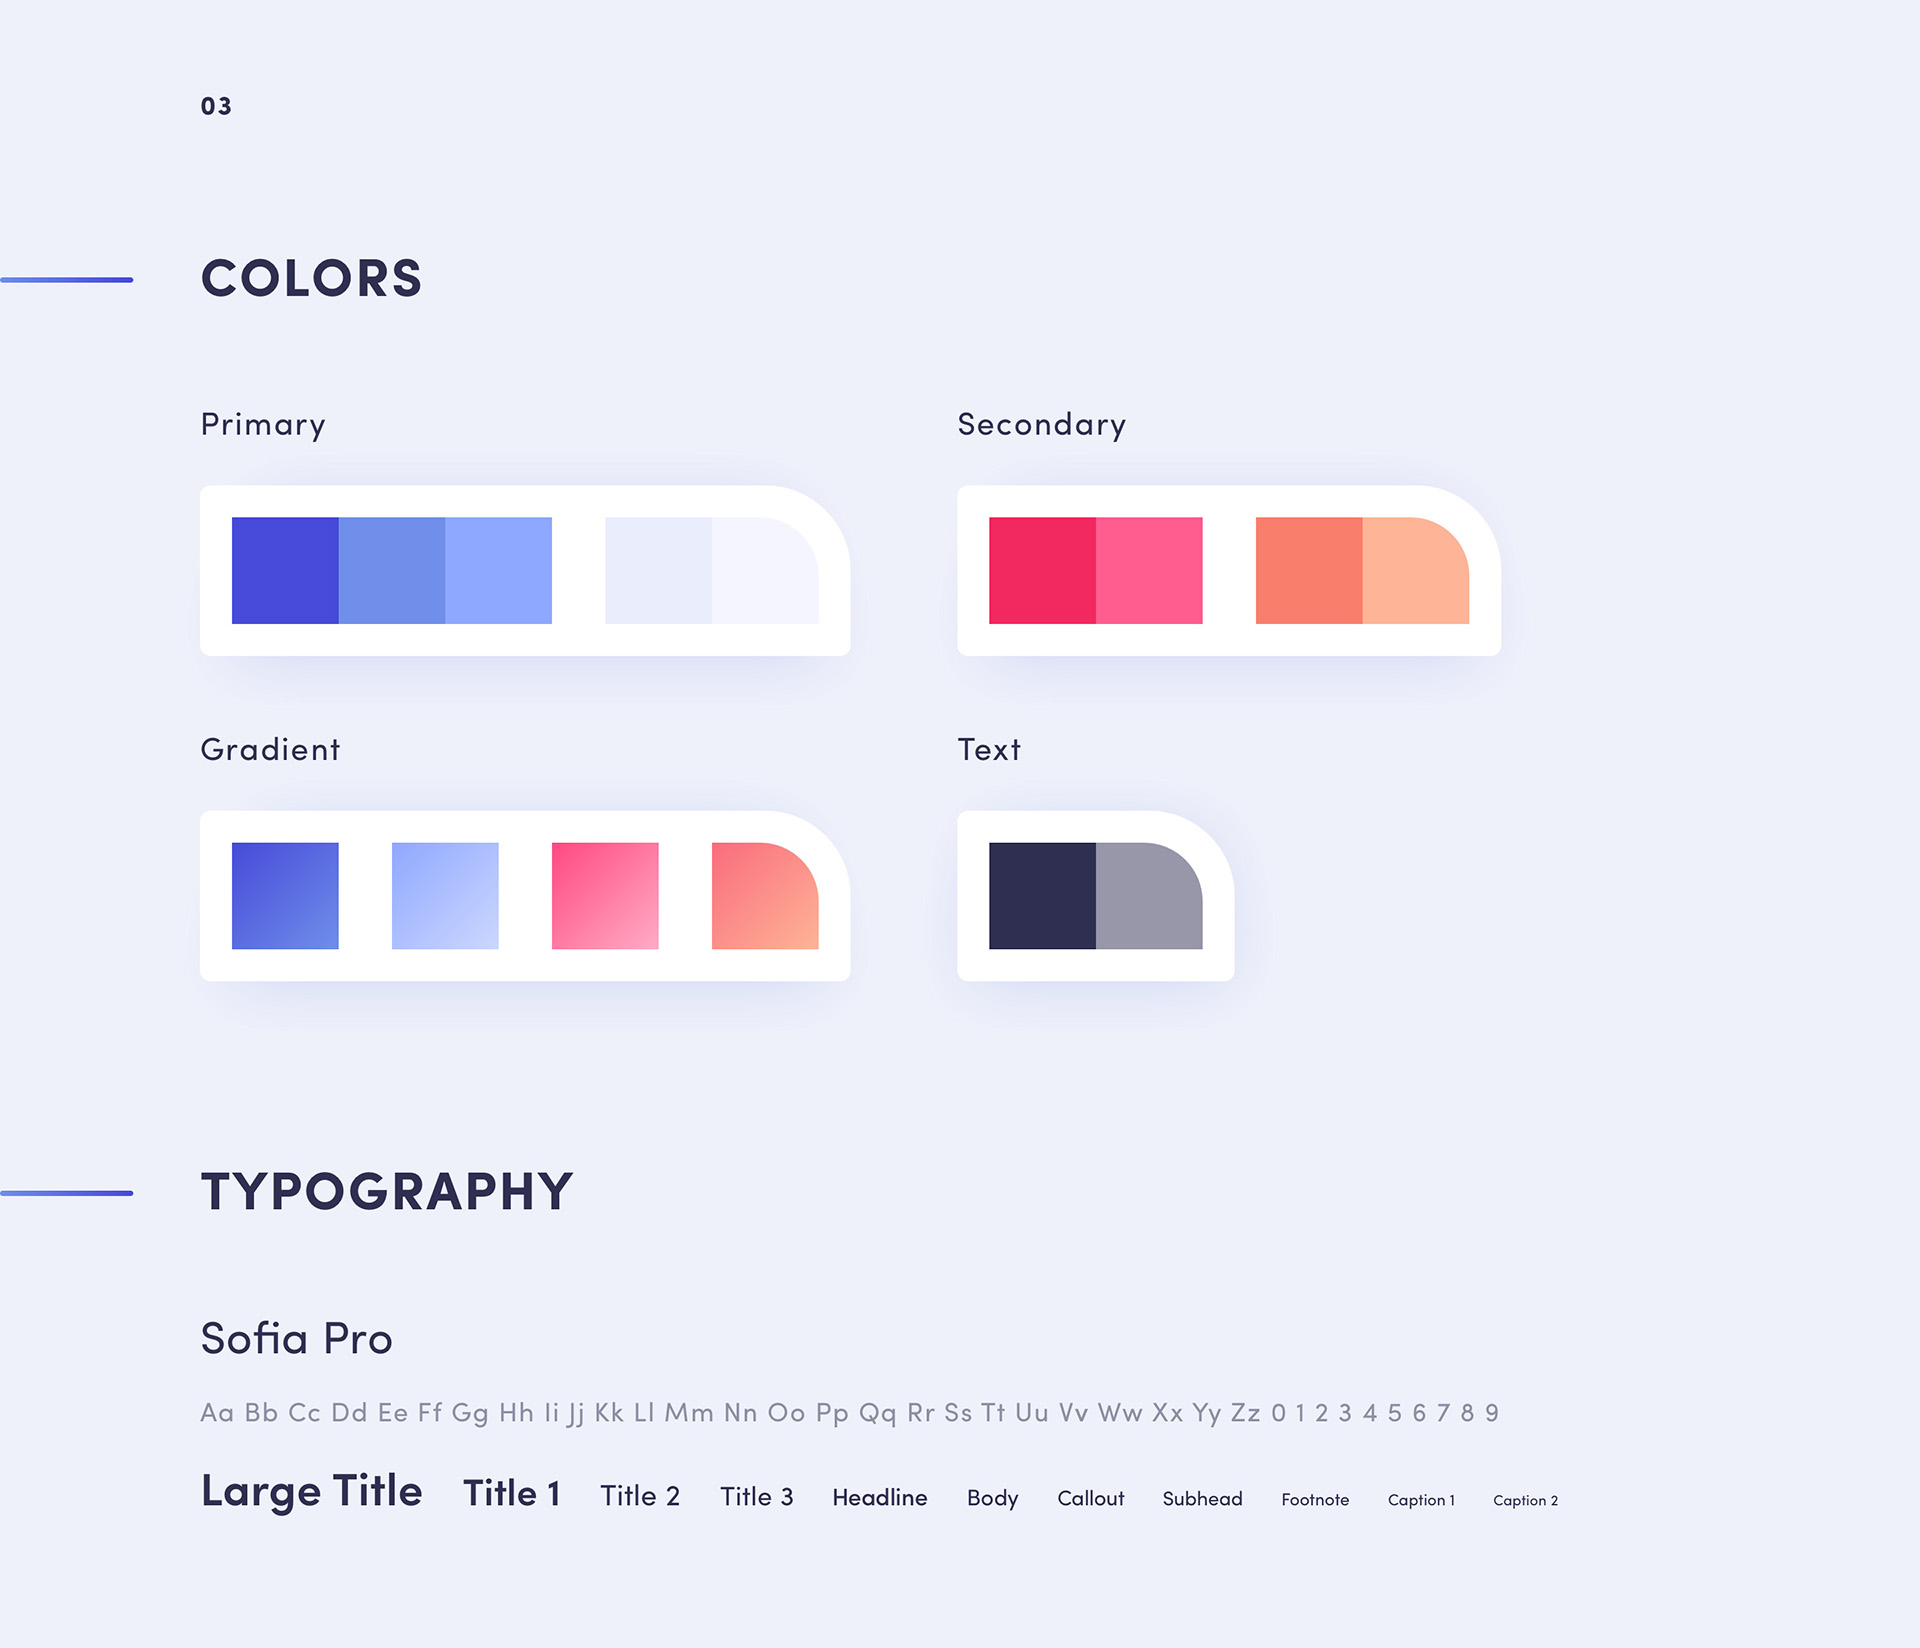 03
COLORS
Primary
Secondary
Gradient
Text
TYPOGRAPHY
Sofia Pro
Aa Bb Cc Dd Ee Ff Gg Hh Ii Jj Kk Ll Mm Nn Oo Pp Qq Rr Ss Tt Uu Vv Ww Xx Yy Zz 0 1 2 3 4 5 6 7 8 9
Large Title Title 1 Title 2 Title 3 Headline Body Callout Subhead Footnote Caption 1 Caption 2